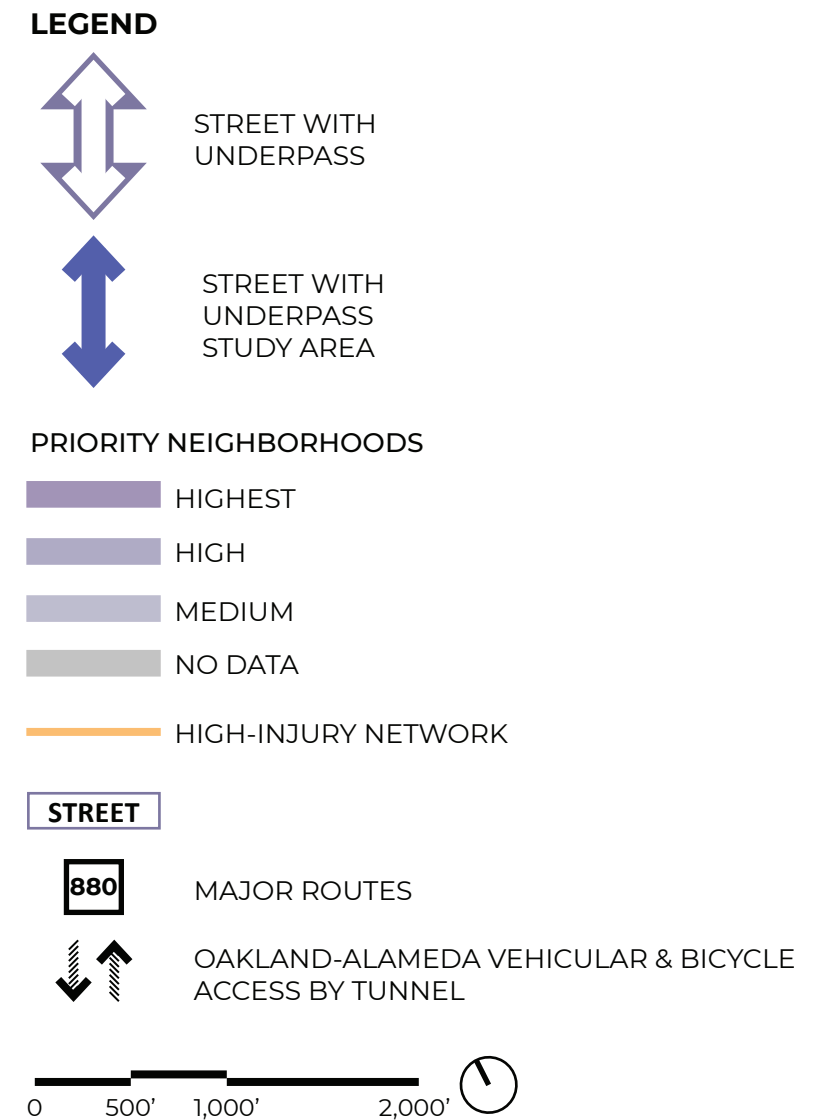 LEGEND
STREET WITH
UNDERPASS
STREET WITH
UNDERPASS
STUDY AREA
PRIORITY NEIGHBORHOODS
HIGHEST
HIGH
MEDIUM
NO DATA
HIGH-INJURY NETWORK
STREET
880 MAJOR ROUTES
OAKLAND-ALAMEDA VEHICULAR & BICYCLE
ACCESS BY TUNNEL
0 500’ 1,000’ 2,000’